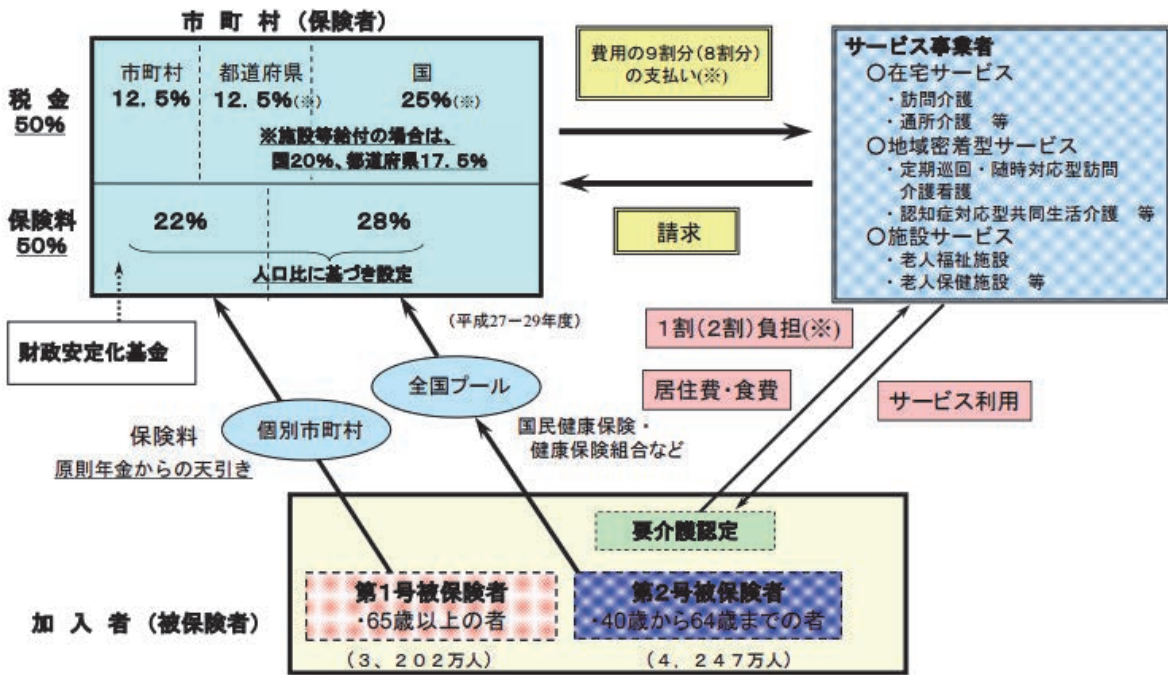 市 町 村 （保険者）
税 金
50%
市町村
12. 5%
都道府県
12. 5%(※)
国
25%(※)
※施設等給付の場合は、
国20%、都道府県17. 5%
保険料
50%
22%
28%
人口比に基づき設定
財政安定化基金
（平成27－29年度）
費用の9割分（8割分）
の支払い(※)
請求
サービス事業者
○在宅サービス
・訪問介護
・通所介護 等
○地域密着型サービス
・定期巡回・随時対応型訪問
介護看護
・認知症対応型共同生活介護 等
○施設サービス
・老人福祉施設
・老人保健施設 等
1割（2割）負担(※)
居住費・食費
サービス利用
全国プール
個別市町村
保険料
原則年金からの天引き
国民健康保険・
健康保険組合など
要介護認定
加 入 者 （被保険者）
第1号被保険者
・65歳以上の者
（３、２０２万人）
第2号被保険者
・40歳から64歳までの者
（４，２４７万人）